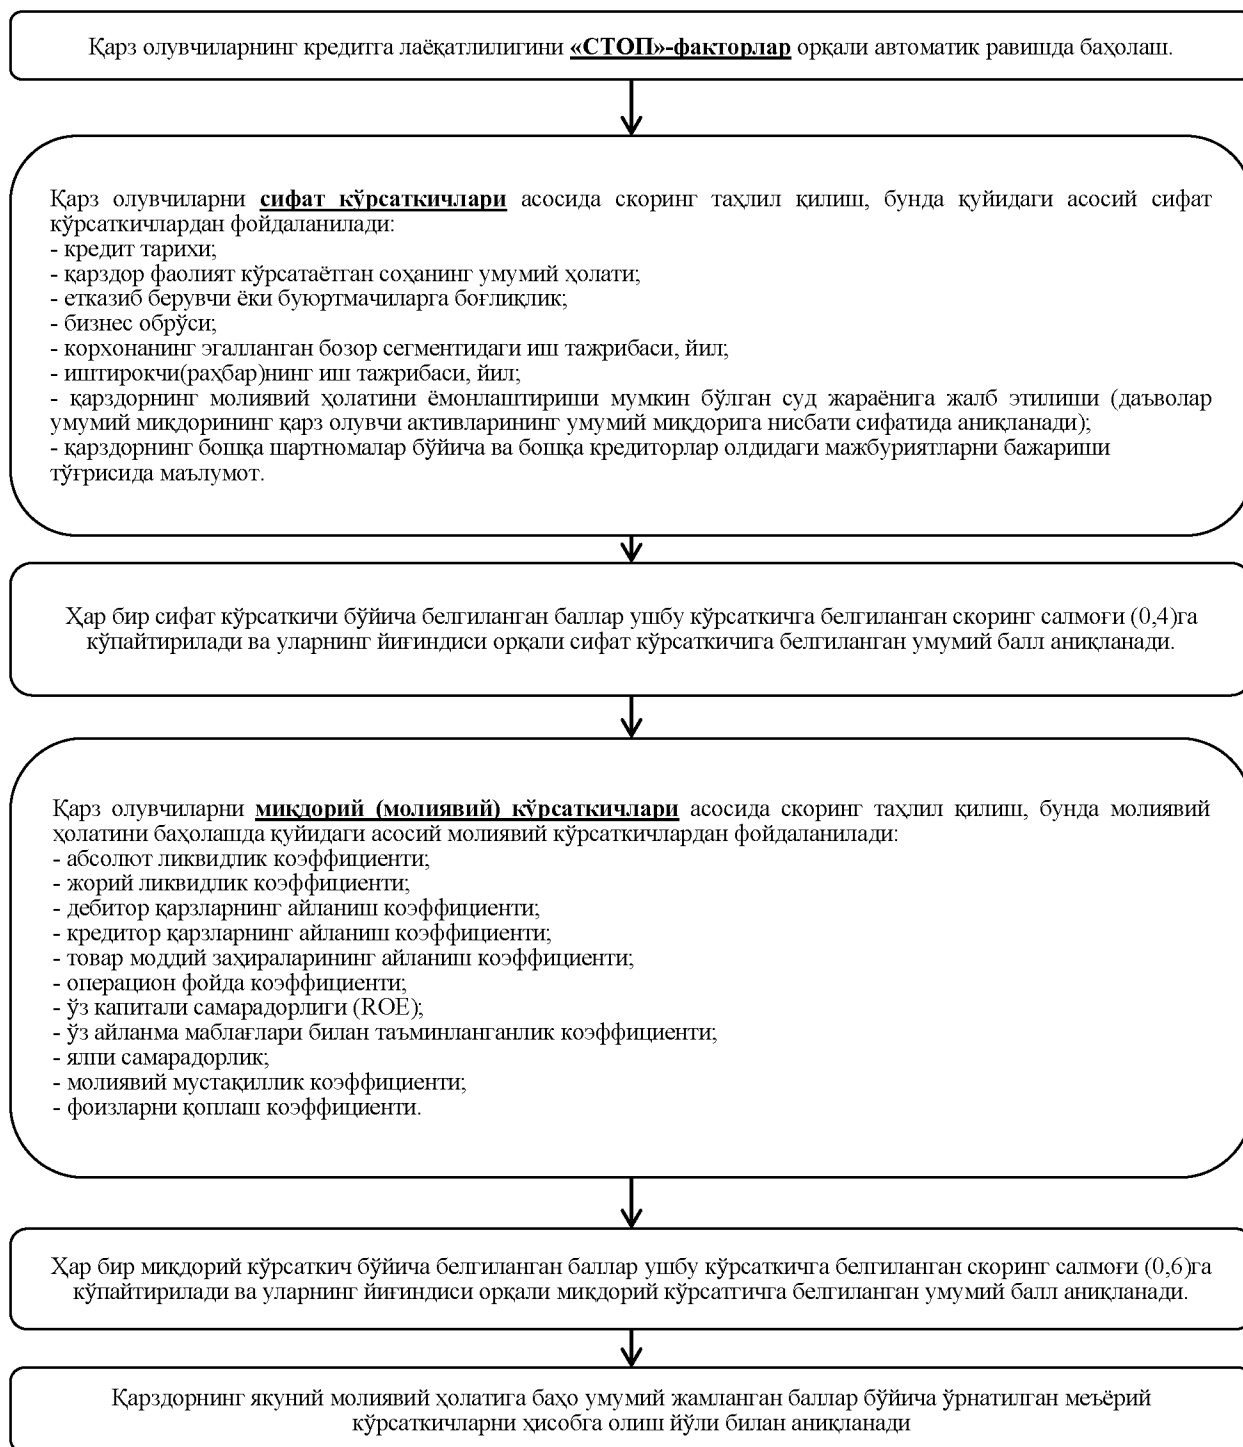 Қарз олувчиларнинг кредитга лаёқатлилигини «СТОП»-факторлар орқали автоматик равишда баҳолаш.
Қарз олувчиларни сифат кўрсаткичлари асосида скоринг таҳлил қилиш, бунда қуйидаги асосий сифат
кўрсаткичлардан фойдаланилади:
- кредит тарихи;
- қарздор фаолият кўрсатаётган соҳанинг умумий ҳолати;
- етказиб берувчи ёки буюртмачиларга боғлиқлик;
- бизнес обрўси;
- корхонанинг эгалланган бозор сегментидаги иш тажрибаси, йил;
- иштирокчи(раҳбар)нинг иш тажрибаси, йил;
- қарздорнинг молиявий ҳолатини ёмонлаштириши мумкин бўлган суд жараёнига жалб этилиши (даъволар
умумий миқдорининг қарз олувчи активларининг умумий миқдорига нисбати сифатида аниқланади);
- қарздорнинг бошқа шартномалар бўйича ва бошқа кредиторлар олдидаги мажбуриятларни бажариши
тўғрисида маълумот.
Ҳар бир сифат кўрсаткичи бўйича белгиланган баллар ушбу кўрсаткичга белгиланган скоринг салмоғи (0,4)га
кўпайтирилади ва уларнинг йиғиндиси орқали сифат кўрсаткичига белгиланган умумий балл аниқланади.
Қарз олувчиларни миқдорий (молиявий) кўрсаткичлари асосида скоринг таҳлил қилиш, бунда молиявий
ҳолатини баҳолашда қуйидаги асосий молиявий кўрсаткичлардан фойдаланилади:
- абсолют ликвидлик коэффициенти;
- жорий ликвидлик коэффициенти;
- дебитор қарзларнинг айланиш коэффициенти;
- кредитор қарзларнинг айланиш коэффициенти;
- товар моддий заҳираларининг айланиш коэффициенти;
- операцион фойда коэффициенти;
- ўз капитали самарадорлиги (ROE);
- ўз айланма маблағлари билан таъминланганлик коэффициенти;
- ялпи самарадорлик;
- молиявий мустақиллик коэффициенти;
- фоизларни қоплаш коэффициенти.
Ҳар бир миқдорий кўрсаткич бўйича белгиланган баллар ушбу кўрсаткичга белгиланган скоринг салмоғи (0,6)га
кўпайтирилади ва уларнинг йиғиндиси орқали миқдорий кўрсатгичга белгиланган умумий балл аниқланади.
Қарздорнинг якуний молиявий ҳолатига баҳо умумий жамланган баллар бўйича ўрнатилган меъёрий
кўрсаткичларни ҳисобга олиш йўли билан аниқланади